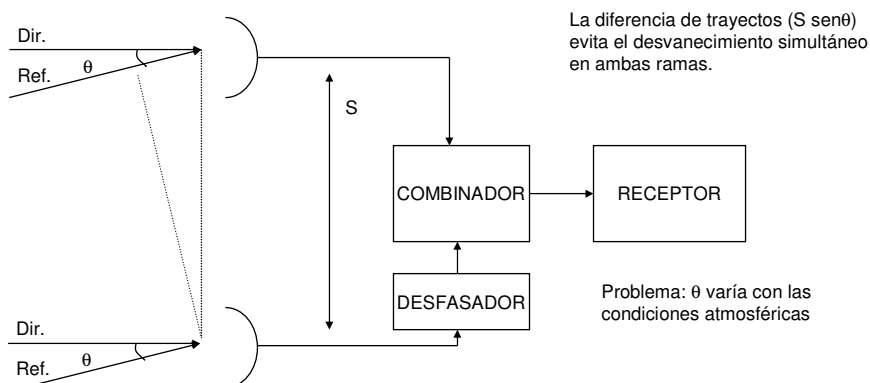 Dir.
θ
Ref.
La diferencia de trayectos (S senθ)
evita el desvanecimiento simultáneo
en ambas ramas.
S
COMBINADOR
RECEPTOR
DESFASADOR
Problema: θ varía con las
condiciones atmosféricas
Dir.
θ
Ref.